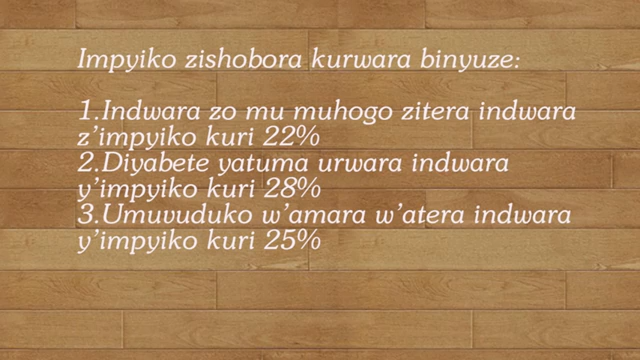 Impyiko zishobora kurwara binyuze:
1.Indwara zo mu muhogo zitera indwara
z'impyiko kuri 22%
2.Diyabete yatuma urwara indwara
y'impyiko kuri 28%
3.Umuvuduko w'amara w'atera indwara
y'impyiko kuri 25%